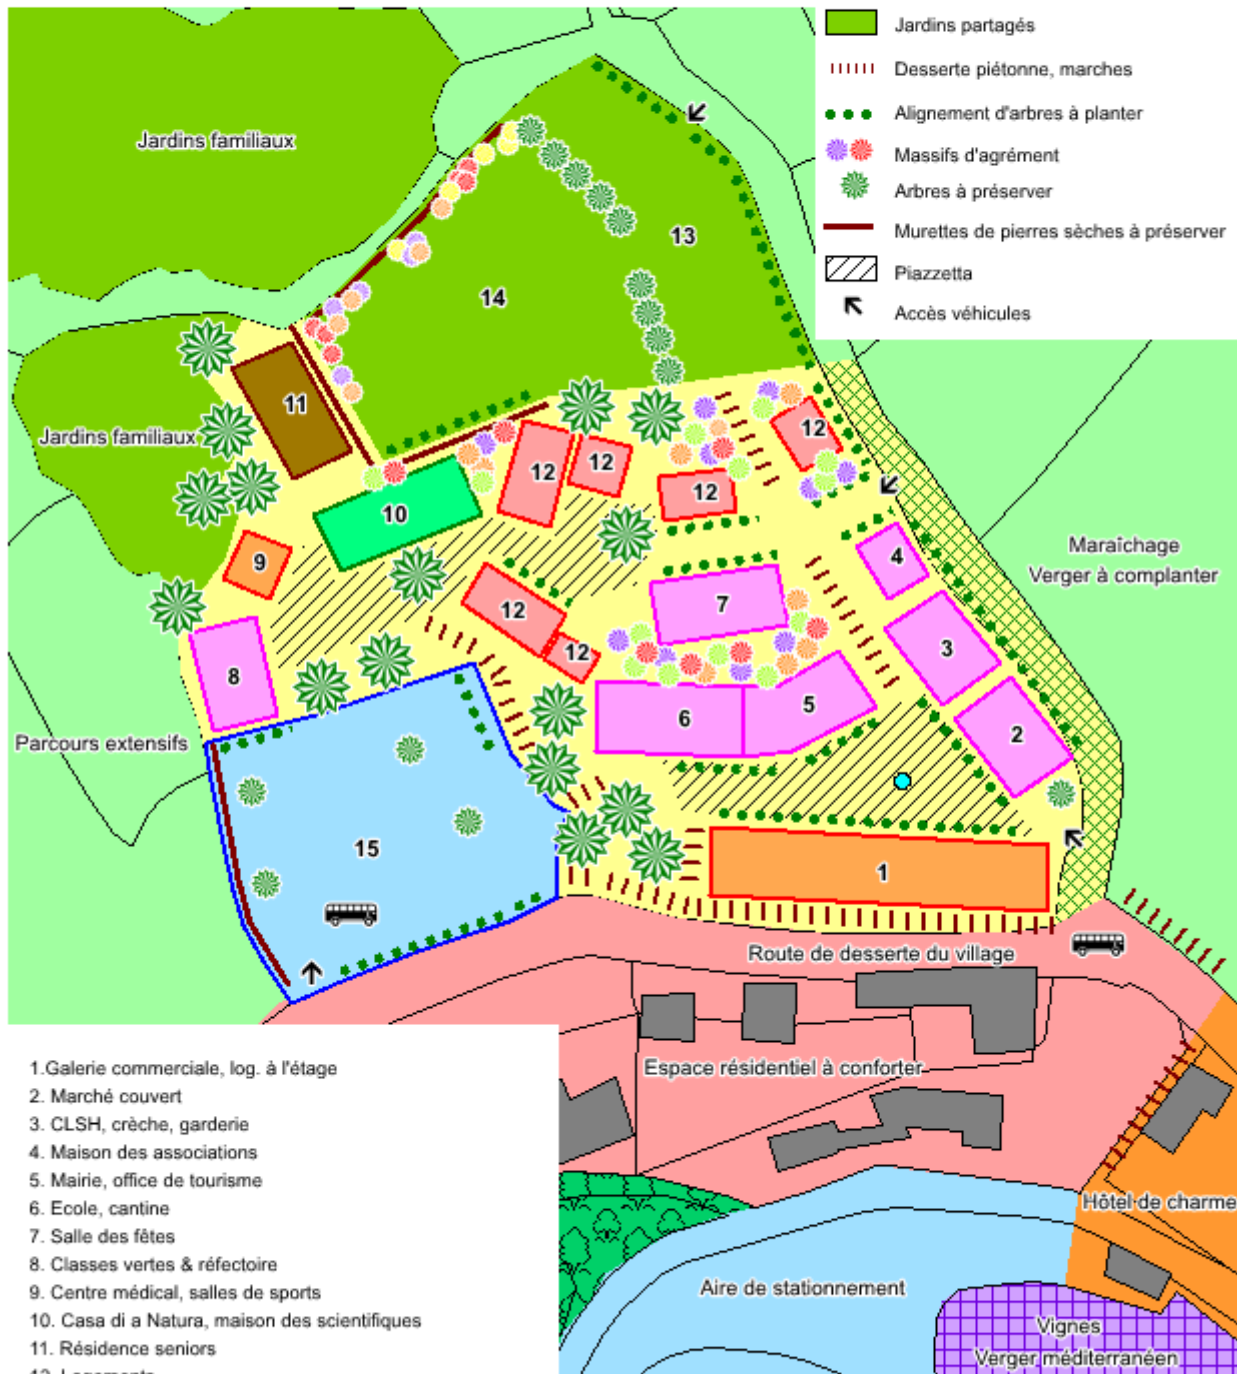 Jardins partagés
Desserte piétonne, marches
Alignement d'arbres à planter
Massifs d'agrément
Arbres à préserver
Murettes de pierres sèches à préserver
Piazzetta
Accès véhicules
Jardins familiaux
13
14
11
Jardins familiaux
12
12
12
12
10
9
4
Maraîchage
Verger à complanter
7
12
3
12
8
5
6
2
Parcours extensifs
15
1
Route de desserte du village
Espace résidentiel à conforter
Hôtel de charme
Aire de stationnement
Vignes
Verger méditerranéen
1.Galerie commerciale, log. à l'étage
2. Marché couvert
3. CLSH, crèche, garderie
4. Maison des associations
5. Mairie, office de tourisme
6. Ecole, cantine
7. Salle des fêtes
8. Classes vertes & réfectoire
9. Centre médical, salles de sports
10. Casa di a Natura, maison des scientifiques
11. Résidence seniors
12. Logements